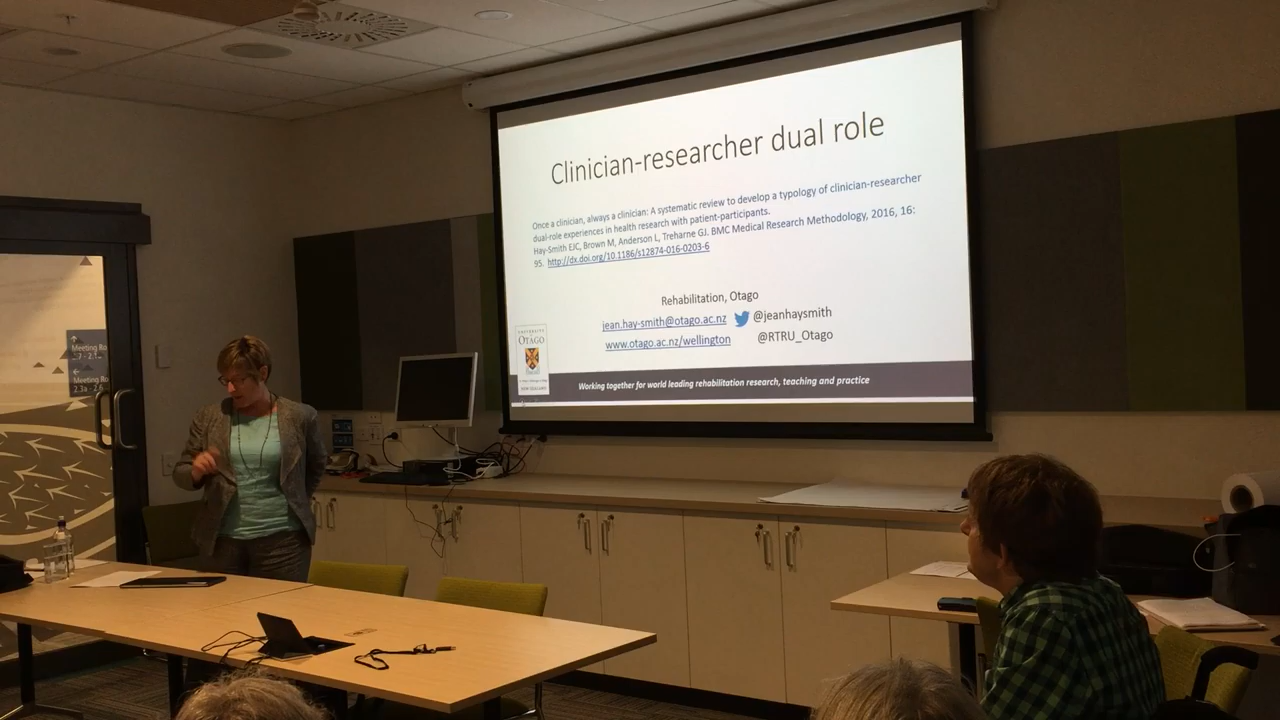 Clinician-researcher dual role
Once a clinician, always a clinician: A systematic review to develop a typology of clinician-researcher
dual-role experiences in health research with patient-participants.
Hay-Smith EJC, Brown M, Anderson L, Treharne GJ. BMC Medical Research Methodology, 2016, 16:
95. http://dx.doi.org/10.1186/s12874-016-0203-6
Rehabilitation, Otago
jean.hay-smith@otago.ac.nz @jeanhaysmith
www.otago.ac.nz/wellington @RTRU_Otago
UNIVERSITY
OTAGO
NEW ZEALAND
Working together for world leading rehabilitation research, teaching and practice
Meeting Ro
Meeting Ro